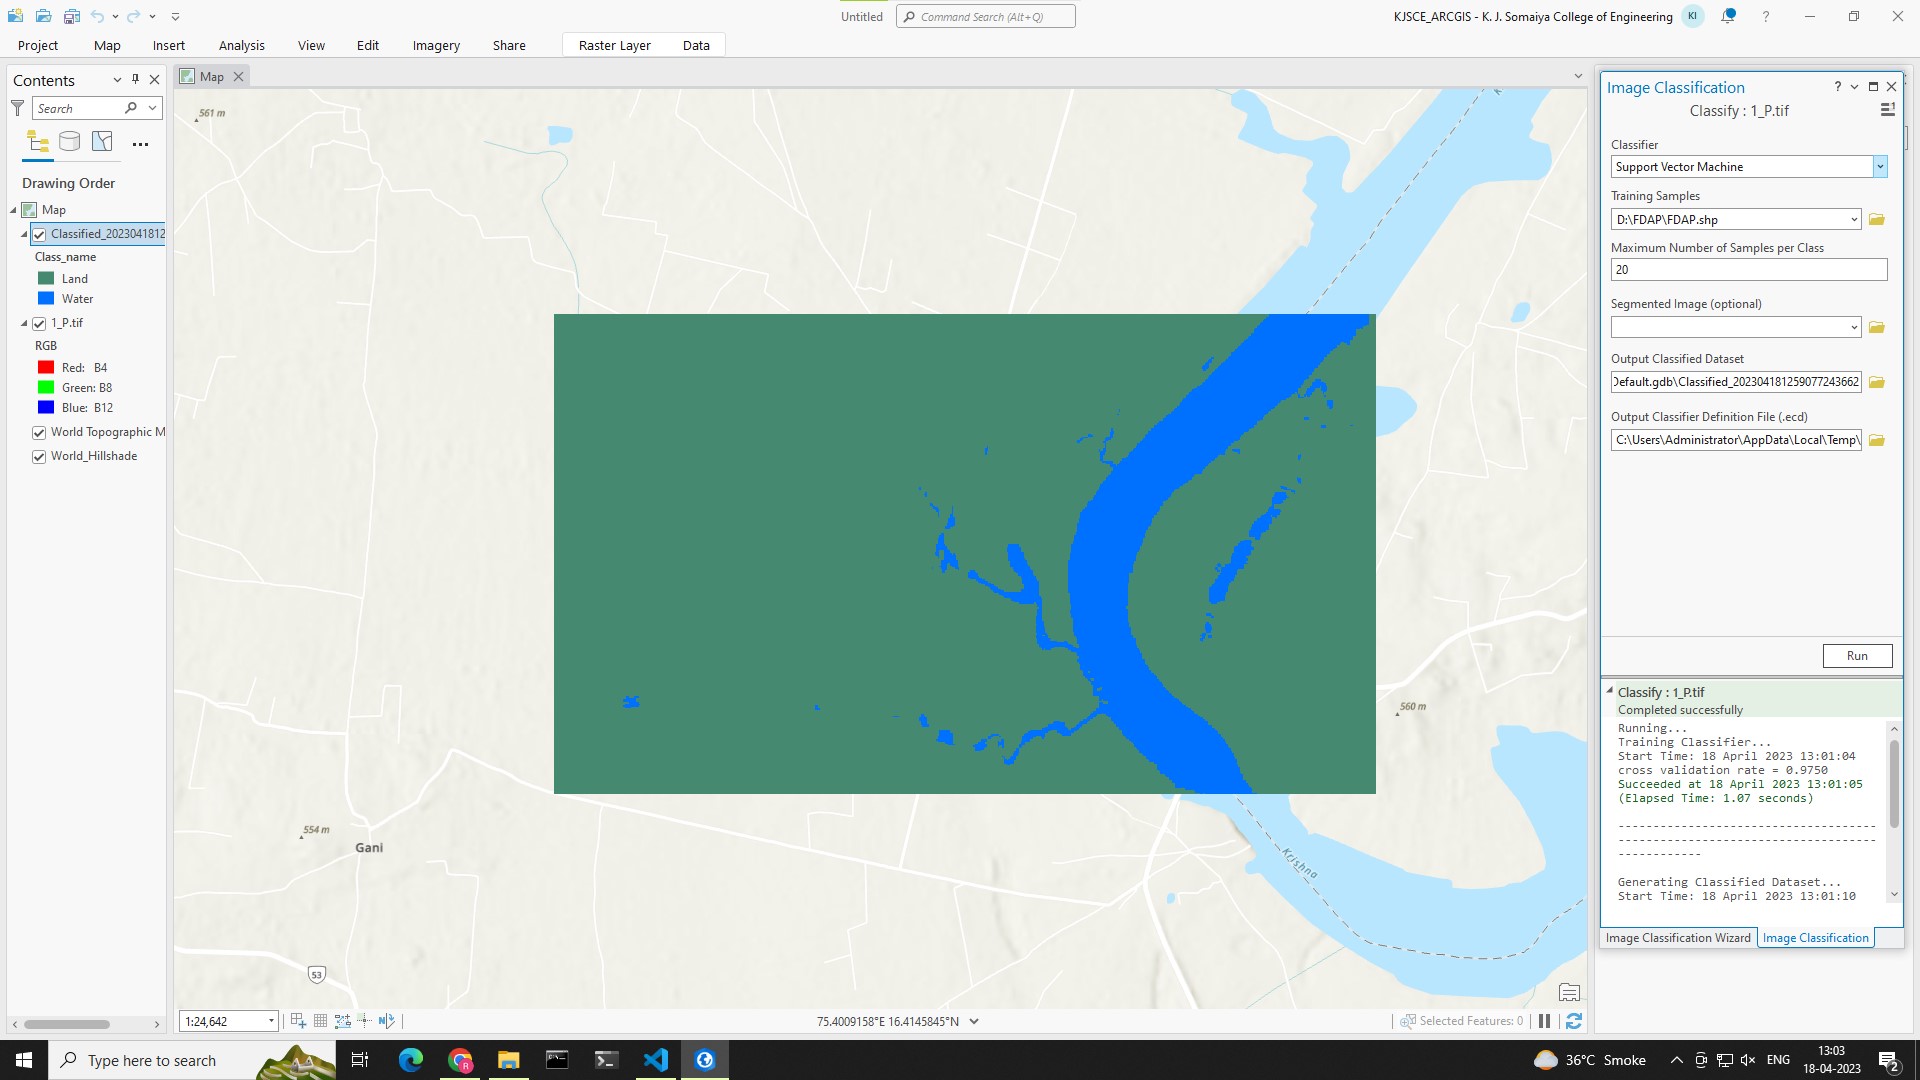 Untitled
Command Search (Alt+Q)
KJSCE_ARCGIS - K. J. Somaiya College of Engineering
KI
?
Project
Map
Insert
Analysis
View
Edit
Imagery
Share
Raster Layer
Data
Contents
Search
Drawing Order
Map
Classified_2023041812
Class_name
Land
Water
1_P.tif
RGB
Red: B4
Green: B8
Blue: B12
World Topographic M
World_Hillshade
Map
561 m
560 m
554 m
Gani
53
Krishna
1:24,642
75.4009158°E 16.4145845°N
Selected Features: 0
Image Classification
?
Classify : 1_P.tif
Classifier
Support Vector Machine
Training Samples
D:\FDAP\FDAP.shp
Maximum Number of Samples per Class
20
Segmented Image (optional)
Output Classified Dataset
Default.gdb\Classified_202304181259077243662
Output Classifier Definition File (.ecd)
C:\Users\Administrator\AppData\Local\Temp\
Run
Classify : 1_P.tif
Completed successfully
Running...
Training Classifier...
Start Time: 18 April 2023 13:01:04
cross validation rate = 0.9750
Succeeded at 18 April 2023 13:01:05
(Elapsed Time: 1.07 seconds)
-------------------------------------
-------------------------------------
------------
Generating Classified Dataset...
Start Time: 18 April 2023 13:01:10
Image Classification Wizard
Image Classification
Type here to search
36°C Smoke
ENG
13:03
18-04-2023
2